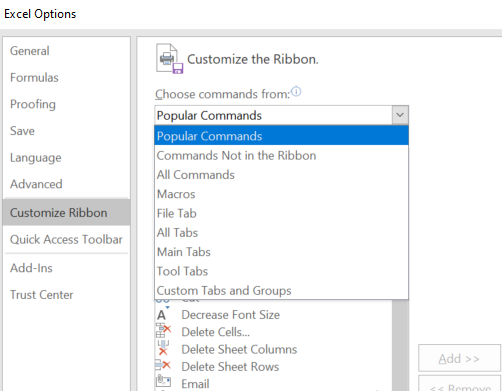 Excel Options
General
Formulas
Proofing
Save
Language
Advanced
Customize Ribbon
Quick Access Toolbar
Add-Ins
Trust Center
Customize the Ribbon.
Choose commands from:
Popular Commands
Popular Commands
Commands Not in the Ribbon
All Commands
Macros
File Tab
All Tabs
Main Tabs
Tool Tabs
Custom Tabs and Groups
Cut
Decrease Font Size
Delete Cells...
Delete Sheet Columns
Delete Sheet Rows
Email
Add >>
<< Remove